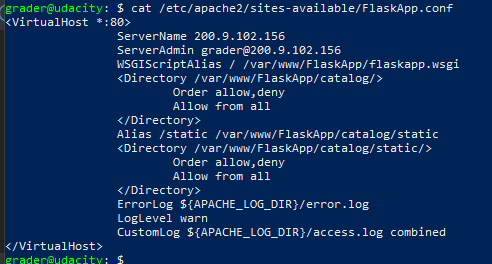 grader@udacity: $ cat /etc/apache2/sites-available/FlaskApp.conf
<VirtualHost *:80>
ServerName 200.9.102.156
ServerAdmin grader@200.9.102.156
WSGIScriptAlias / /var/www/FlaskApp/flaskapp.wsgi
<Directory /var/www/FlaskApp/catalog/>
Order allow,deny
Allow from all
</Directory>
Alias /static /var/www/FlaskApp/catalog/static
<Directory /var/www/FlaskApp/catalog/static/>
Order allow,deny
Allow from all
</Directory>
ErrorLog ${APACHE_LOG_DIR}/error.log
LogLevel warn
CustomLog ${APACHE_LOG_DIR}/access.log combined
</VirtualHost>
grader@udacity: $